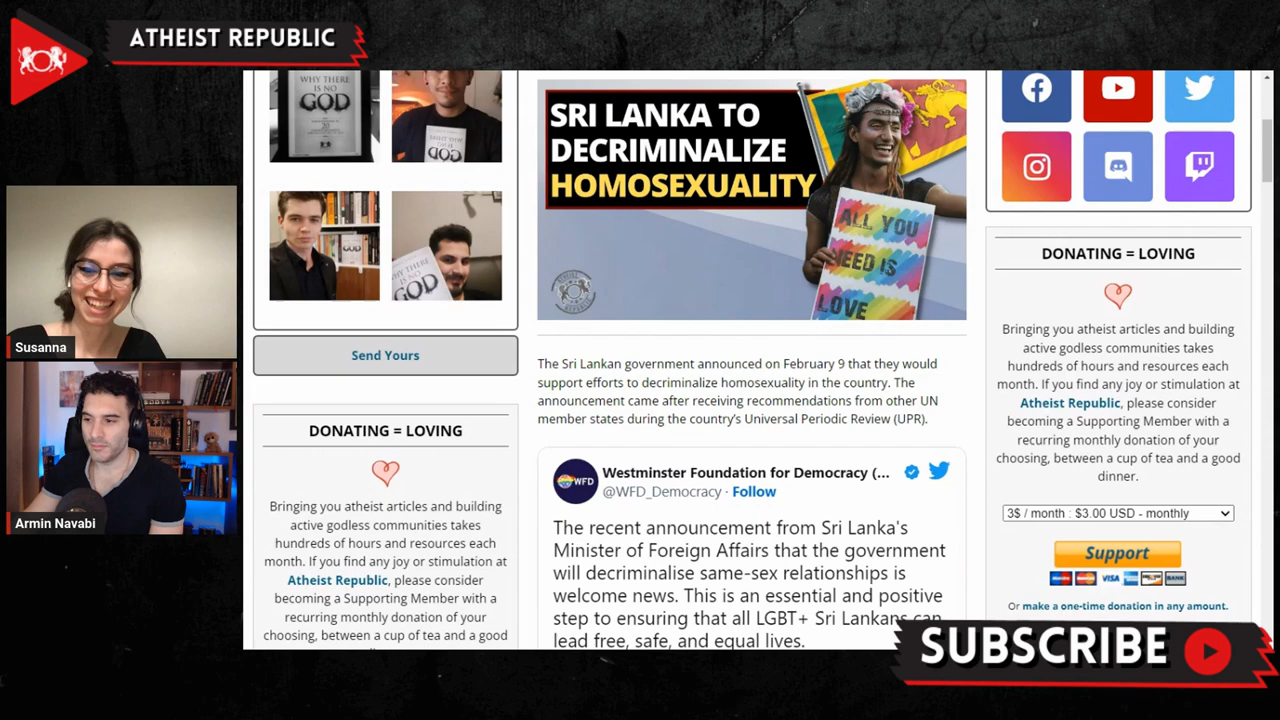 ATHEIST REPUBLIC
Susanna
Armin Navabi
WHY THERE
IS NO
GOD
GOD
GOD
WHY THERE
IS NO
GOD
Send Yours
DONATING = LOVING
Bringing you atheist articles and building
active godless communities takes
hundreds of hours and resources each
month. If you find any joy or stimulation at
Atheist Republic, please consider
becoming a Supporting Member with a
recurring monthly donation of your
choosing, between a cup of tea and a good
SRI LANKA TO
DECRIMINALIZE
HOMOSEXUALITY
ALL YOU
NEED IS
LOVE
The Sri Lankan government announced on February 9 that they would
support efforts to decriminalize homosexuality in the country. The
announcement came after receiving recommendations from other UN
member states during the country's Universal Periodic Review (UPR).
WFD
Westminster Foundation for Democracy (...
@WFD_Democracy · Follow
The recent announcement from Sri Lanka's
Minister of Foreign Affairs that the government
will decriminalise same-sex relationships is
welcome news. This is an essential and positive
step to ensuring that all LGBT+ Sri Lankans can
lead free, safe, and equal lives.
DONATING = LOVING
Bringing you atheist articles and building
active godless communities takes
hundreds of hours and resources each
month. If you find any joy or stimulation at
Atheist Republic, please consider
becoming a Supporting Member with a
recurring monthly donation of your
choosing, between a cup of tea and a good
dinner.
3$ / month : $3.00 USD - monthly
Support
VISA
BANK
Or make a one-time donation in any amount.
SUBSCRIBE